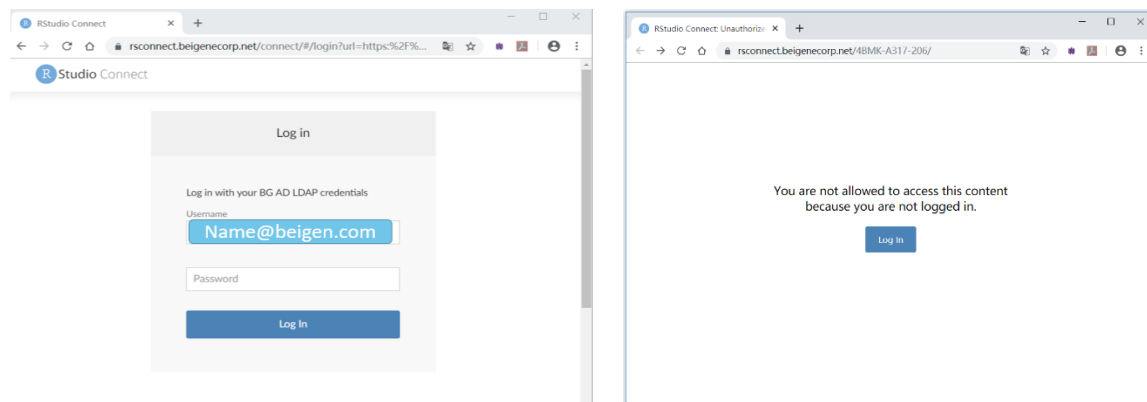 RStudio Connect
rsconnect.beigenecorp.net/connect/#/login?url=https:%2F%...
R Studio Connect
Log in
Log in with your BG AD LDAP credentials
Username
Name@beigen.com
Password
Log In
RStudio Connect: Unauthorize
rsconnect.beigenecorp.net/4BMK-A317-206/
You are not allowed to access this content
because you are not logged in.
Log In